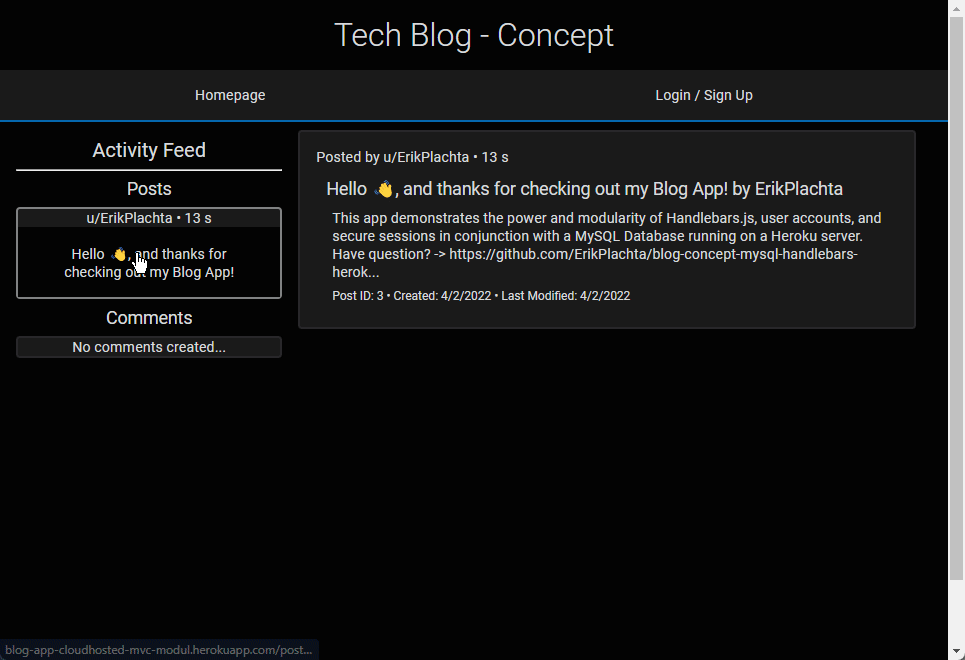 Tech Blog - Concept
Homepage
Login / Sign Up
Activity Feed
Posts
u/ErikPlachta • 13 s
Hello 👋, and thanks for
checking out my Blog App!
Comments
No comments created...
Posted by u/ErikPlachta • 13 s
Hello 👋, and thanks for checking out my Blog App! by ErikPlachta
This app demonstrates the power and modularity of Handlebars.js, user accounts, and
secure sessions in conjunction with a MySQL Database running on a Heroku server.
Have question? -> https://github.com/ErikPlachta/blog-concept-mysql-handlebars-
herok...
Post ID: 3 • Created: 4/2/2022 • Last Modified: 4/2/2022
blog-app-cloudhosted-mvc-modul.herokuapp.com/post...